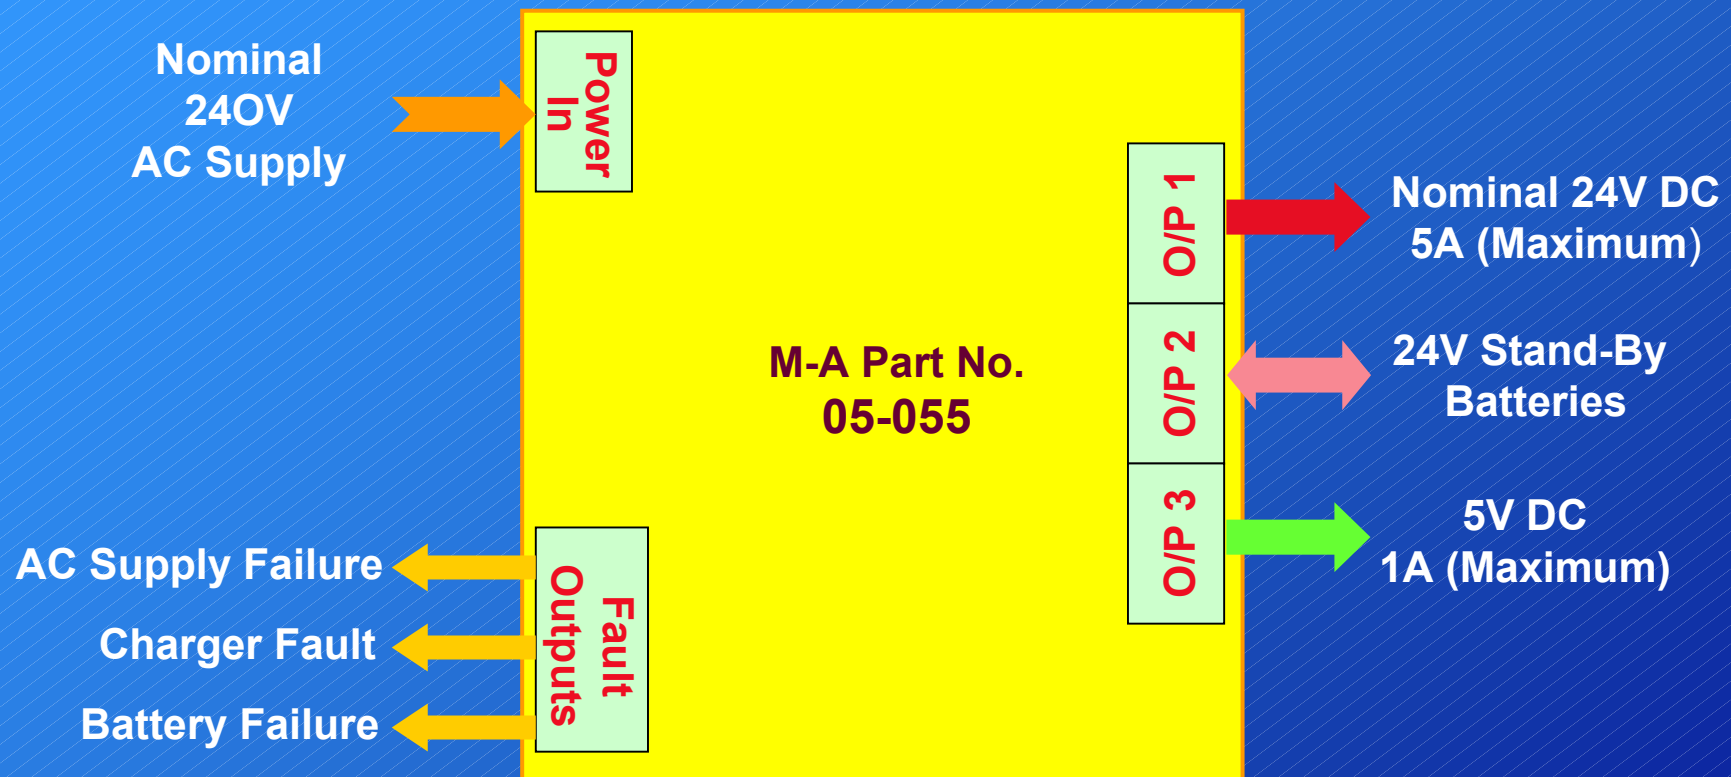 Nominal
24OV
AC Supply
Power
In
O/P 1
Nominal 24V DC
5A (Maximum)
M-A Part No.
05-055
O/P 2
24V Stand-By
Batteries
O/P 3
5V DC
1A (Maximum)
Fault
Outputs
AC Supply Failure
Charger Fault
Battery Failure